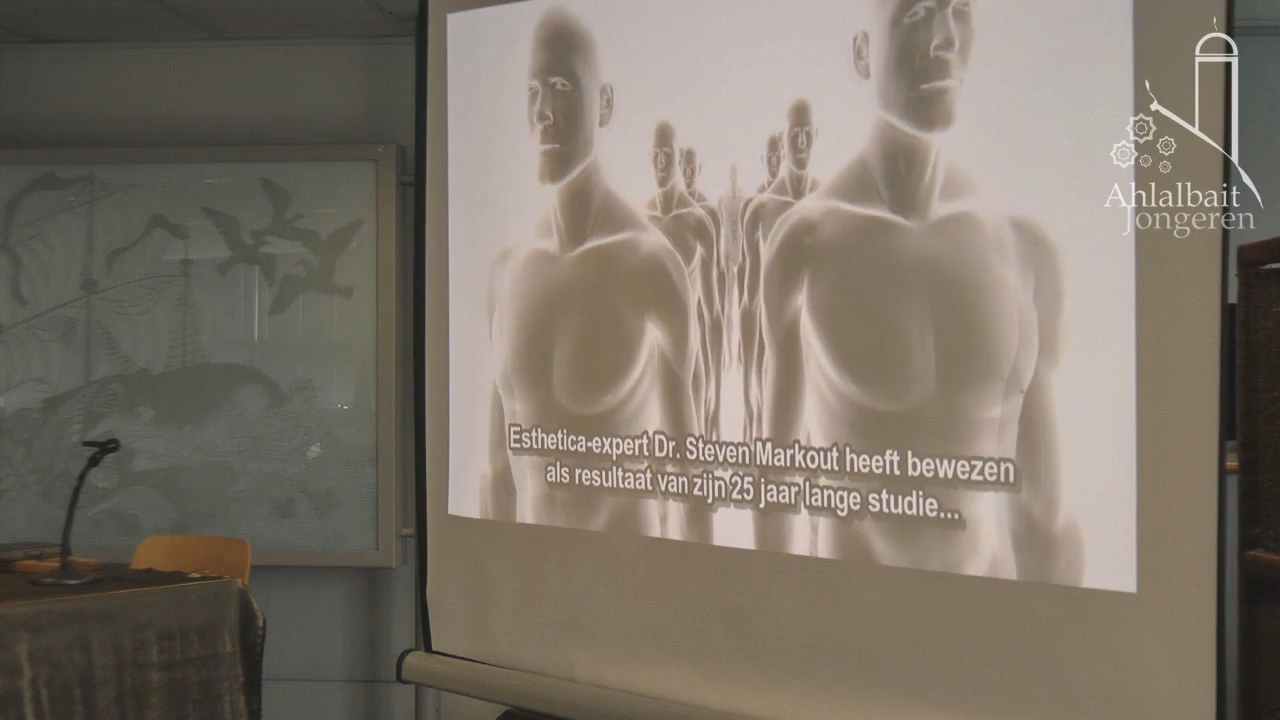 Ahlalbait
Jongeren
Esthetica-expert Dr. Steven Markout heeft bewezen
als resultaat van zijn 25 jaar lange studie...